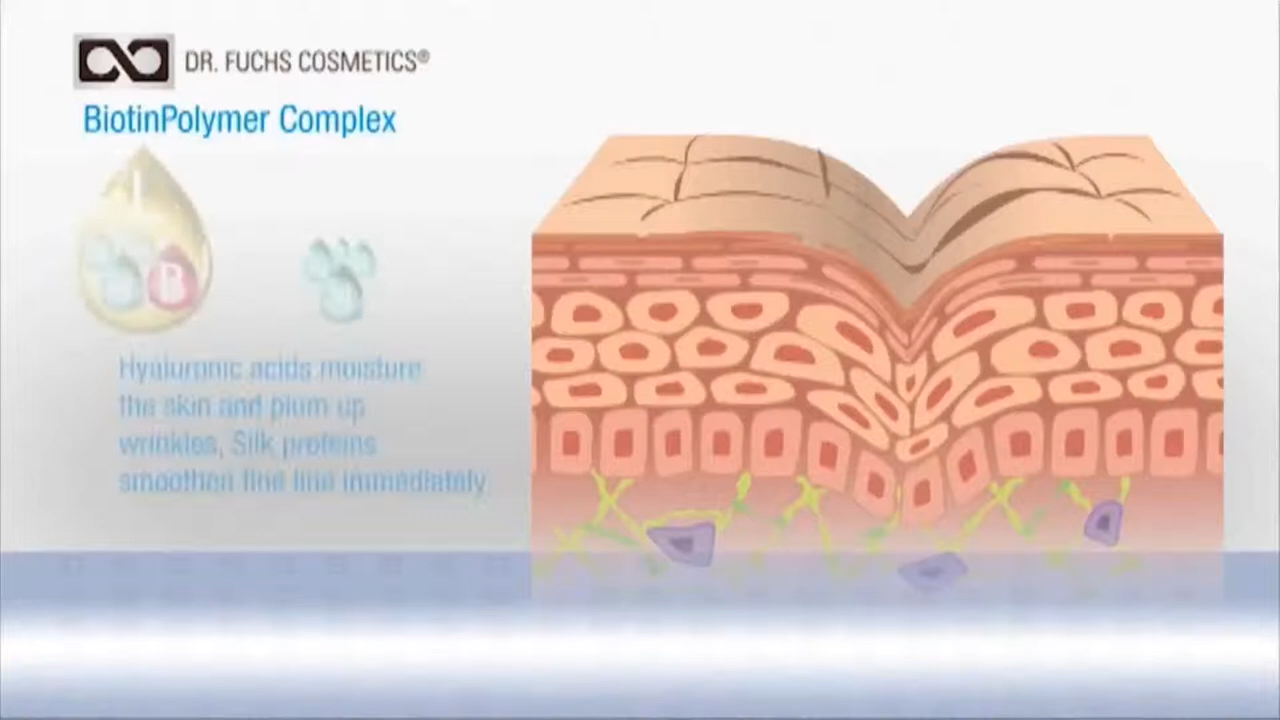 DR. FUCHS COSMETICS®
BiotinPolymer Complex
I
B
Hyaluronic acids moisture
the skin and plum up
wrinkles, Silk proteins
smoothen find line immediately